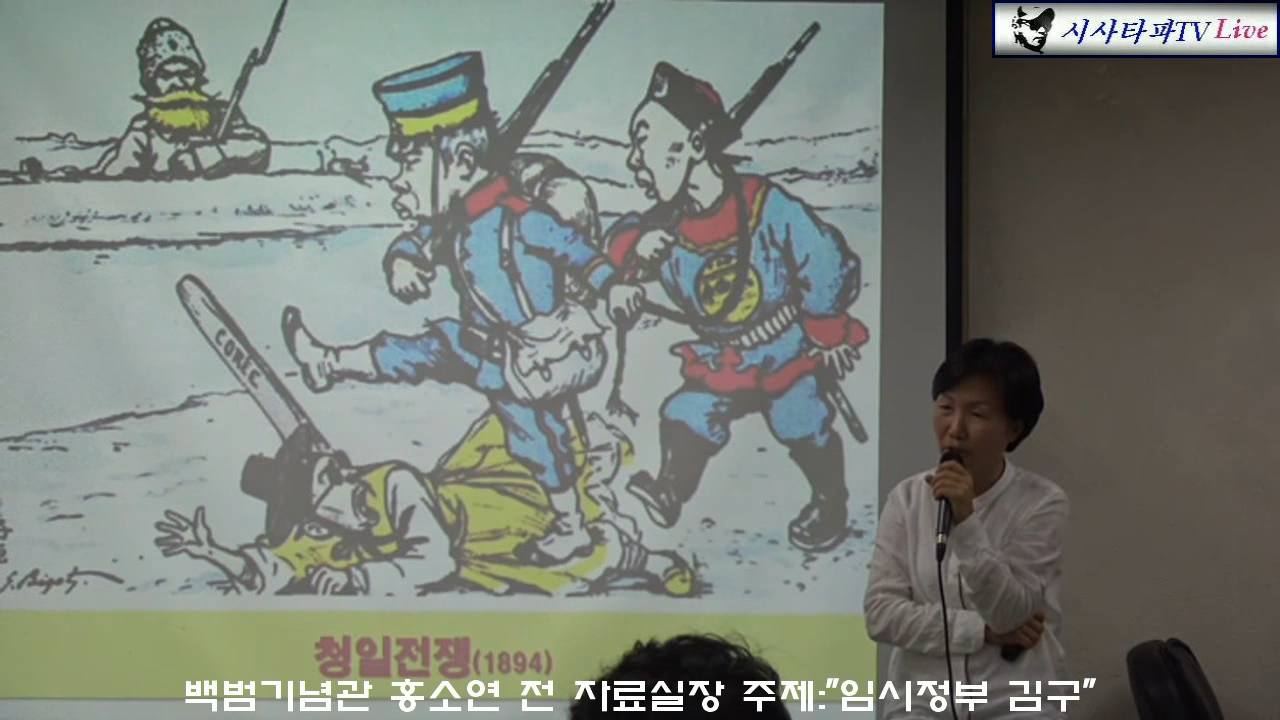 시사타파TV Live
COREE
G. Bigot
청일전쟁(1894)
백범기념관 홍소연 전 자료실장 주제:"임시정부 김구"